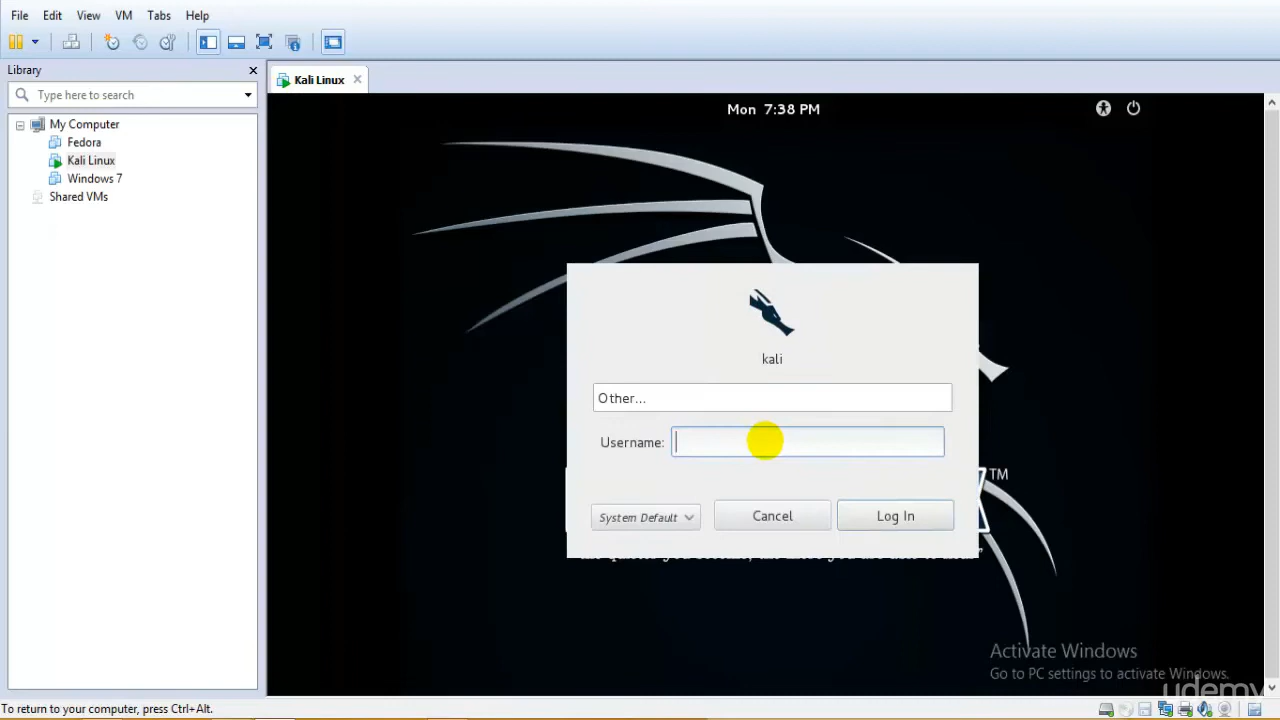 File Edit View VM Tabs Help
Library
Type here to search
My Computer
Fedora
Kali Linux
Windows 7
Shared VMs
Kali Linux
Mon 7:38 PM
kali
Other...
Username:
System Default
Cancel
Log In
TM
Activate Windows
Go to PC settings to activate Windows.
udemy
To return to your computer, press Ctrl+Alt.